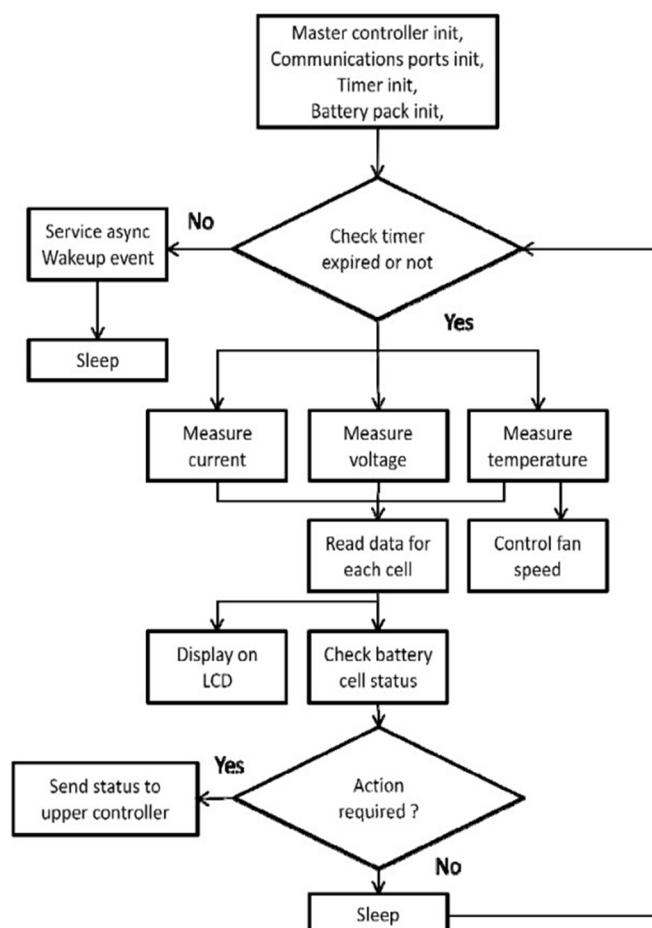 Master controller init,
Communications ports init,
Timer init,
Battery pack init,
No
Service async
Wakeup event
Check timer
expired or not
Yes
Sleep
Measure
current
Measure
voltage
Measure
temperature
Read data for
each cell
Control fan
speed
Display on
LCD
Check battery
cell status
Yes
Send status to
upper controller
Action
required ?
No
Sleep